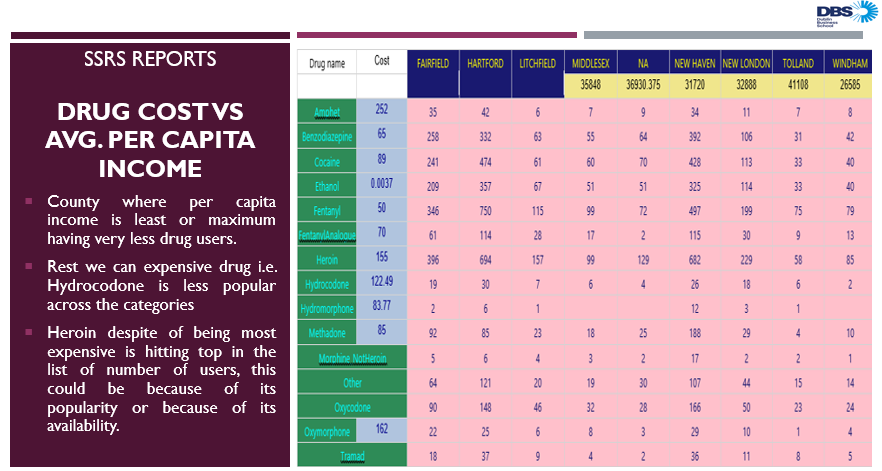 DBS
Dublin
Business
School
SSRS REPORTS
DRUG COST VS
AVG. PER CAPITA
INCOME
County where per capita
income is least or maximum
having very less drug users.
Rest we can expensive drug i.e.
Hydrocodone is less popular
across the categories
Heroin despite of being most
expensive is hitting top in the
list of number of users, this
could be because of its
popularity or because of its
availability.
Drug name Cost FAIRFIELD HARTFORD LITCHFIELD MIDDLESEX NA NEW HAVEN NEW LONDON TOLLAND WINDHAM
35848 36930.375 31720 32888 41108 26585
Amphet 252 35 42 6 7 9 34 11 7 8
Benzodiazepine 65 258 332 63 55 64 392 106 31 42
Cocaine 89 241 474 61 60 70 428 113 33 40
Ethanol 0.0037 209 357 67 51 51 325 114 33 40
Fentanyl 50 346 750 115 99 72 497 199 75 79
FentanylAnalogue 70 61 114 28 17 2 115 30 9 13
Heroin 155 396 694 157 99 129 682 229 58 85
Hydrocodone 122.49 19 30 7 6 4 26 18 6 2
Hydromorphone 83.77 2 6 1 12 3 1
Methadone 85 92 85 23 18 25 188 29 4 10
Morphine NotHeroin 5 6 4 3 2 17 2 2 1
Other 64 121 20 19 30 107 44 15 14
Oxycodone 90 148 46 32 28 166 50 23 24
Oxymorphone 162 22 25 6 8 3 29 10 1 4
Tramad 18 37 9 4 2 36 11 8 5